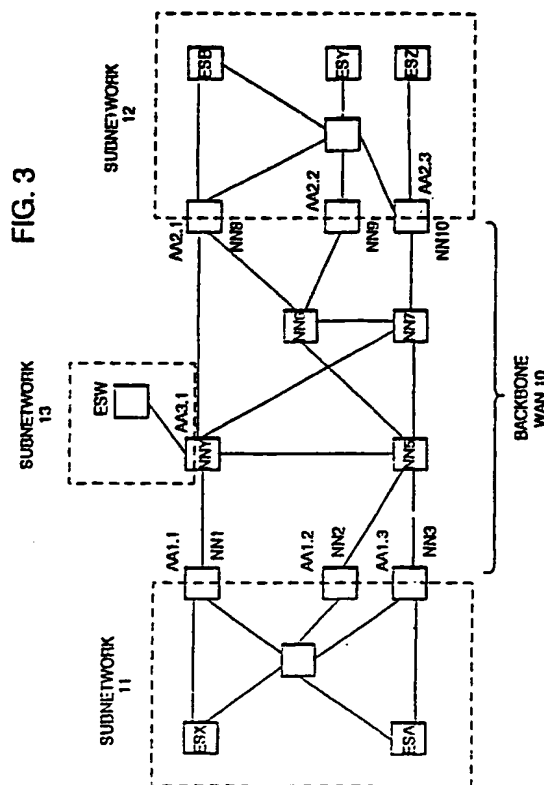 FIG. 3
SUBNETWORK
11
SUBNETWORK
13
SUBNETWORK
12
ESX
ESA
AA1.1
NN1
AA1.2
NN2
AA1.3
NN3
ESW
AA3.1
NNY
NN5
NN6
NN7
AA2.1
NN8
AA2.2
NN9
AA2.3
NN10
ESB
ESY
ESZ
BACKBONE
WAN 10